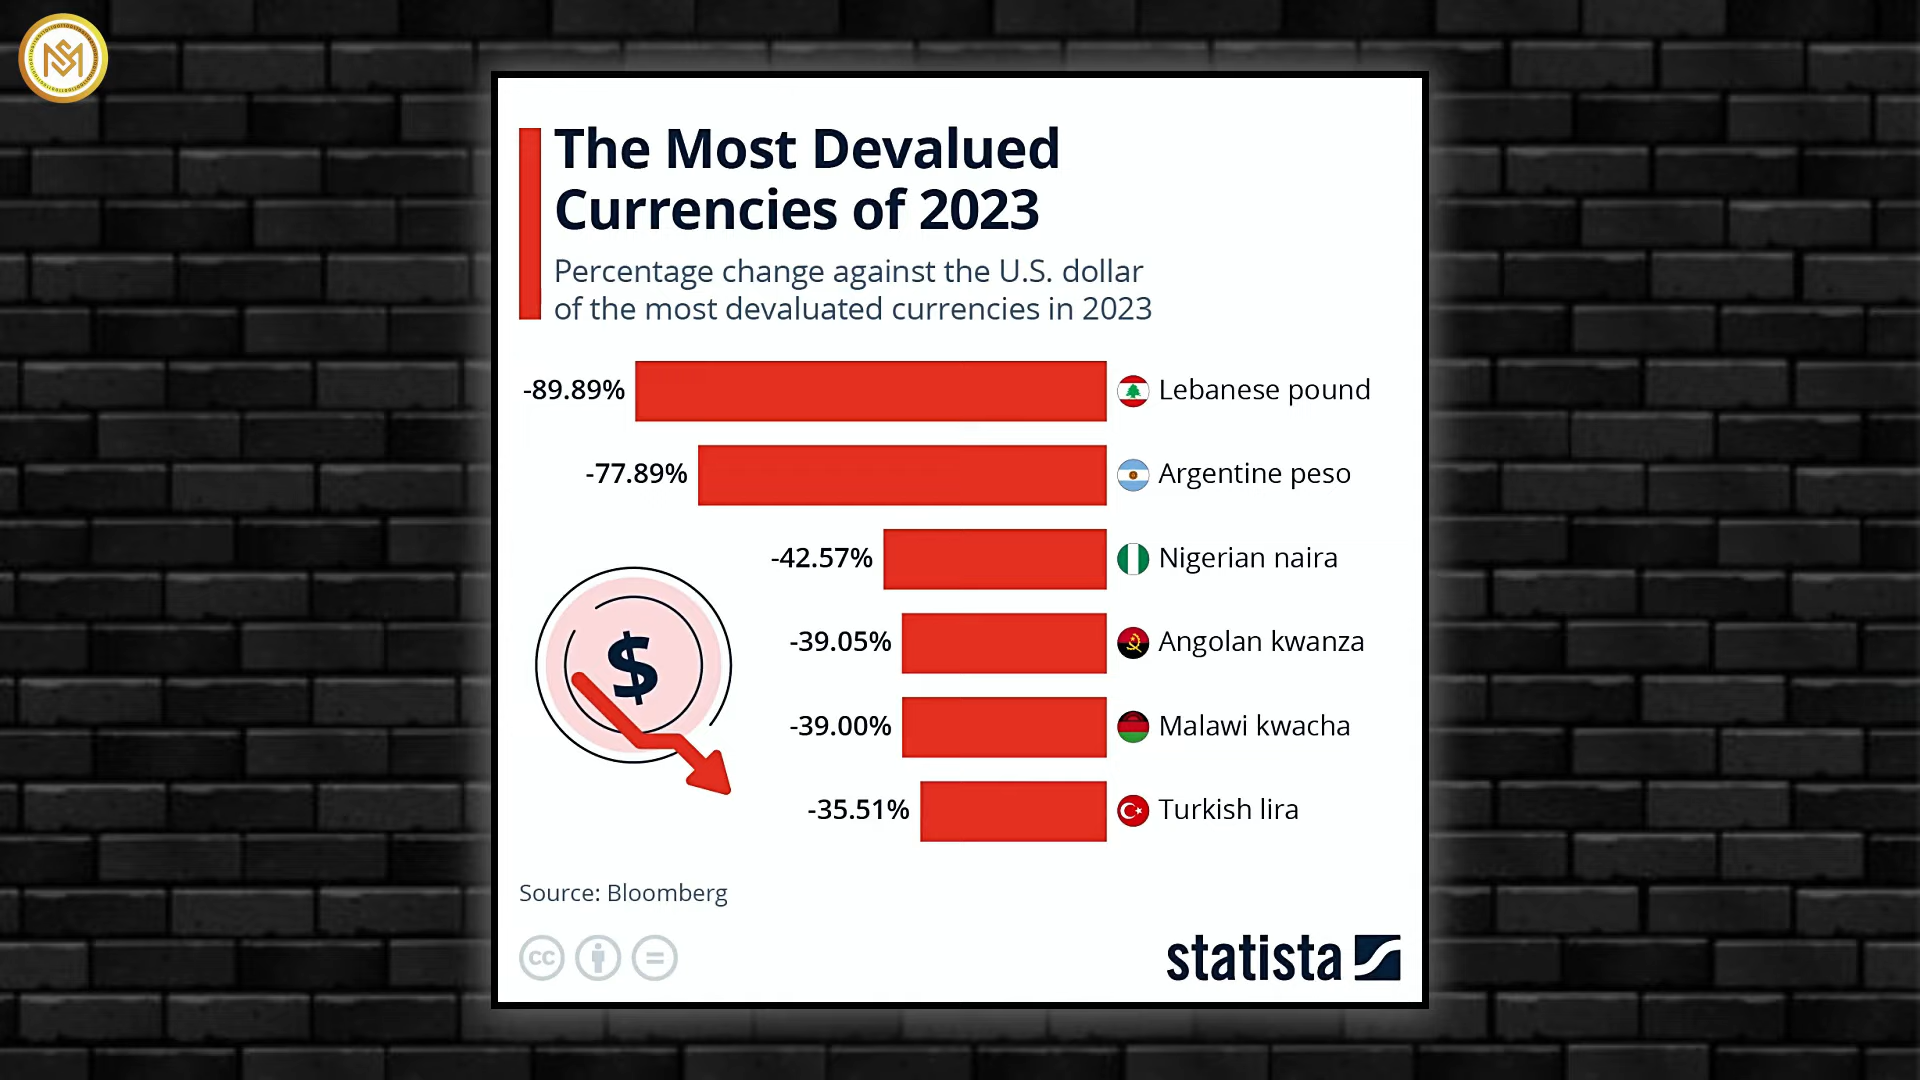 The Most Devalued
Currencies of 2023
Percentage change against the U.S. dollar
of the most devaluated currencies in 2023
-89.89% Lebanese pound
-77.89% Argentine peso
-42.57% Nigerian naira
-39.05% Angolan kwanza
-39.00% Malawi kwacha
-35.51% Turkish lira
$
Source: Bloomberg
cc
statista